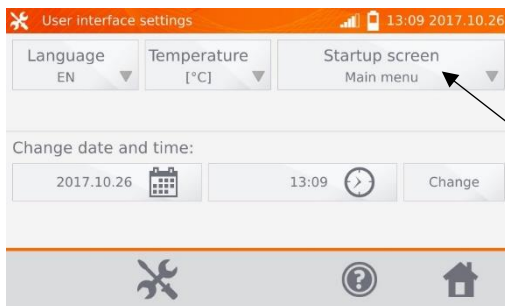 User interface settings 13:09 2017.10.26
Language Temperature Startup screen
EN [°C] Main menu
Change date and time:
2017.10.26 13:09 Change
?